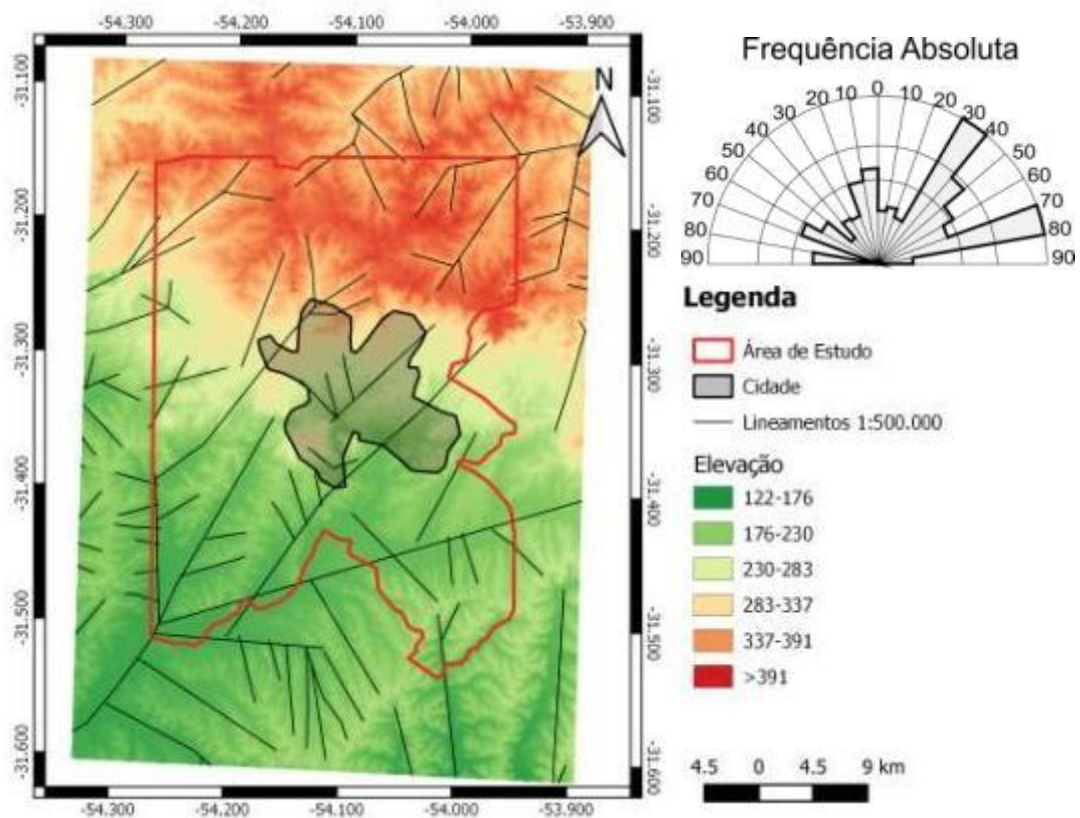 -54.300 -54.200 -54.100 -54.000 -53.900
-31.100
-31.200
-31.300
-31.400
-31.500
-31.600
N
-31.100
-31.200
-31.300
-31.400
-31.500
-31.600
-54.300 -54.200 -54.100 -54.000 -53.900
Frequência Absoluta
90 80 70 60 50 40 30 20 10 0 10 20 30 40 50 60 70 80 90
Legenda
Área de Estudo
Cidade
Lineamentos 1:500.000
Elevação
122-176
176-230
230-283
283-337
337-391
>391
4.5 0 4.5 9 km